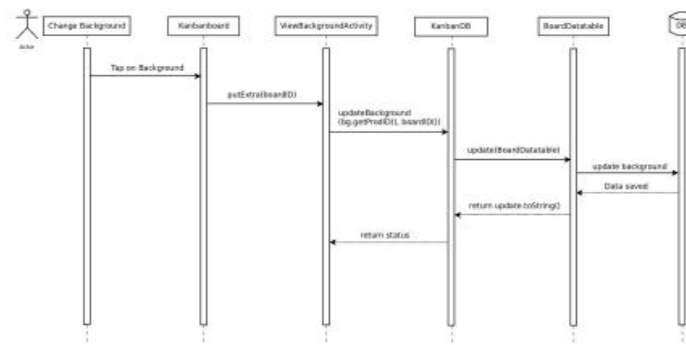 Change Background
Kanbanboard
ViewBackgroundActivity
KanbanDB
BoardDatatable
DB
Actor
Tap on Background
putExtra(boardID)
updateBackground
(bg.getProdID(), boardID())
update(BoardDatatable)
update background
Data saved
return update.toString()
return status